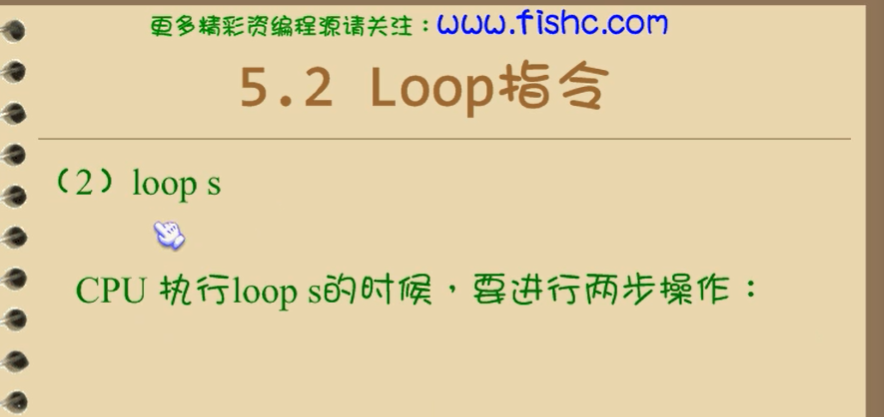 更多精彩资编程源请关注：www.fishc.com
5.2 Loop指令
（2）loop s
CPU 执行loop s的时候，要进行两步操作：